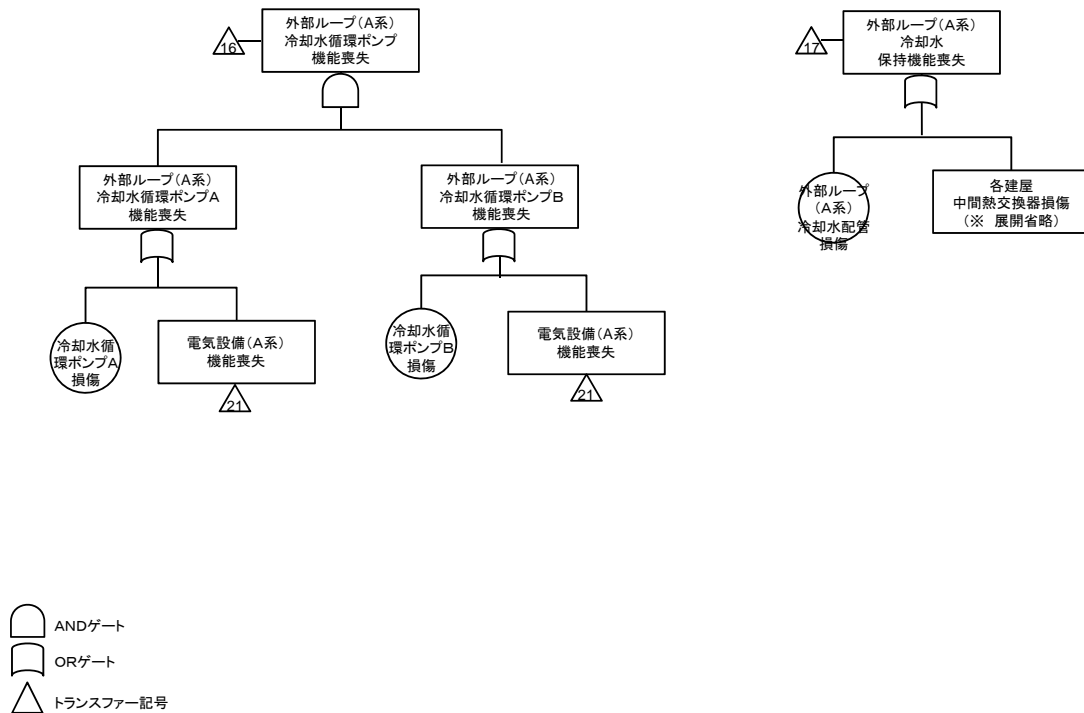 16
外部ループ(A系)
冷却水循環ポンプ
機能喪失
外部ループ(A系)
冷却水循環ポンプA
機能喪失
冷却水循
環ポンプA
損傷
電気設備(A系)
機能喪失
21
外部ループ(A系)
冷却水循環ポンプB
機能喪失
冷却水循
環ポンプB
損傷
電気設備(A系)
機能喪失
21
17
外部ループ(A系)
冷却水
保持機能喪失
外部ループ
(A系)
冷却水配管
損傷
各建屋
中間熱交換器損傷
(※ 展開省略)
ANDゲート
ORゲート
トランスファー記号